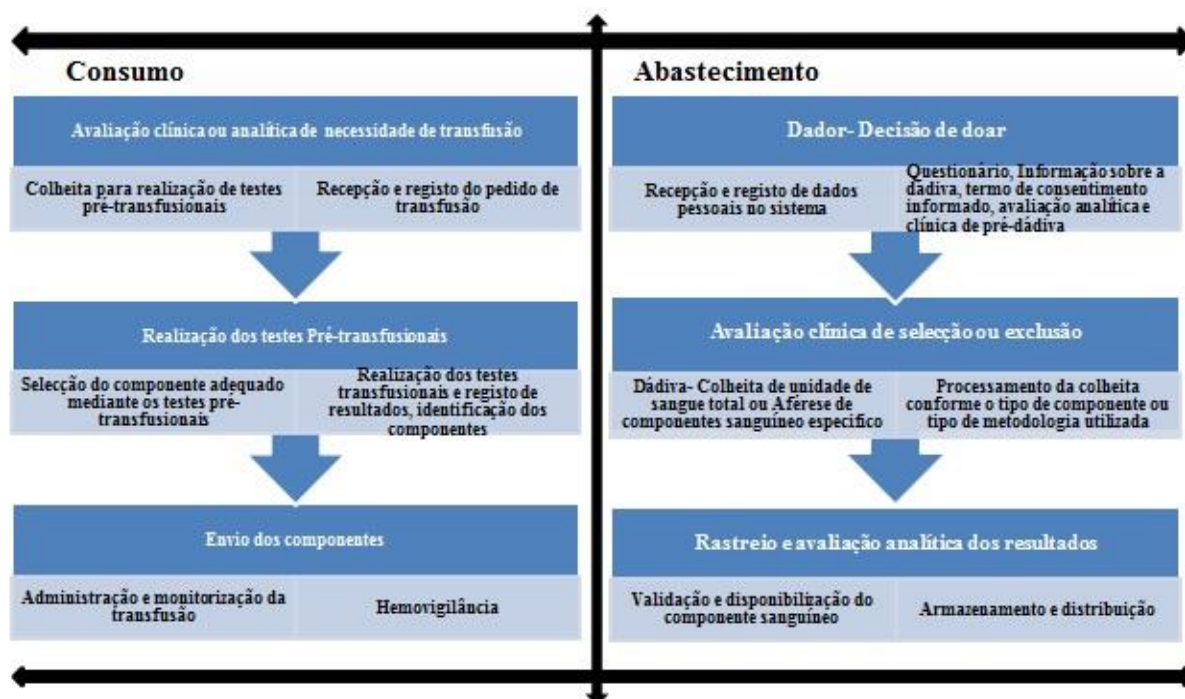 Consumo
Avaliação clínica ou analítica de necessidade de transfusão
Colheita para realização de testes
pré-transfusionais
Recepção e registo do pedido de
transfusão
Realização dos testes Pré-transfusionais
Selecção do componente adequado
mediante os testes pré-
transfusionais
Realização dos testes
transfusionais e registo de
resultados, identificação dos
componentes
Envio dos componentes
Administração e monitorização da
transfusão
Hemovigilância
Abastecimento
Dador- Decisão de doar
Recepção e registo de dados
pessoais no sistema
Questionário, Informação sobre a
dádiva, termo de consentimento
informado, avaliação analítica e
clínica de pré-dádiva
Avaliação clínica de selecção ou exclusão
Dádiva- Colheita de unidade de
sangue total ou Aférese de
componentes sanguíneo especifico
Processamento da colheita
conforme o tipo de componente ou
tipo de metodologia utilizada
Rastreio e avaliação analítica dos resultados
Validação e disponibilização do
componente sanguíneo
Armazenamento e distribuição